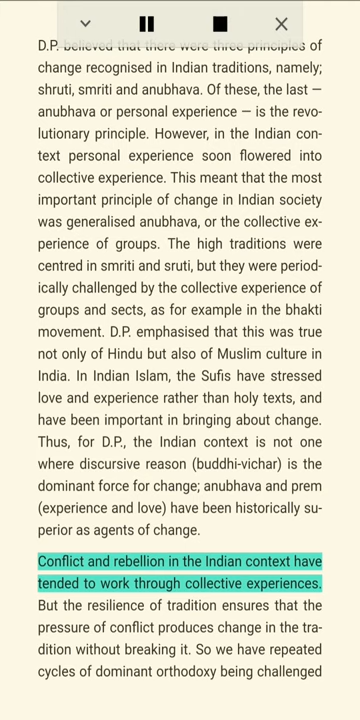 D.P. believed that there were three principles of
change recognised in Indian traditions, namely;
shruti, smriti and anubhava. Of these, the last —
anubhava or personal experience — is the revo-
lutionary principle. However, in the Indian con-
text personal experience soon flowered into
collective experience. This meant that the most
important principle of change in Indian society
was generalised anubhava, or the collective ex-
perience of groups. The high traditions were
centred in smriti and sruti, but they were period-
ically challenged by the collective experience of
groups and sects, as for example in the bhakti
movement. D.P. emphasised that this was true
not only of Hindu but also of Muslim culture in
India. In Indian Islam, the Sufis have stressed
love and experience rather than holy texts, and
have been important in bringing about change.
Thus, for D.P., the Indian context is not one
where discursive reason (buddhi-vichar) is the
dominant force for change; anubhava and prem
(experience and love) have been historically su-
perior as agents of change.
Conflict and rebellion in the Indian context have
tended to work through collective experiences.
But the resilience of tradition ensures that the
pressure of conflict produces change in the tra-
dition without breaking it. So we have repeated
cycles of dominant orthodoxy being challenged